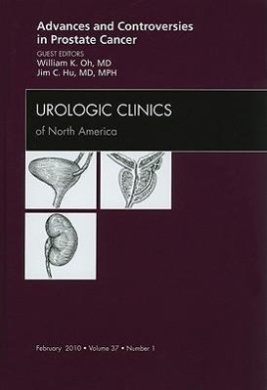 Advances and Controversies
in Prostate Cancer
GUEST EDITORS
William K. Oh, MD
Jim C. Hu, MD, MPH
UROLOGIC CLINICS
of North America
February 2010 • Volume 37 • Number 1